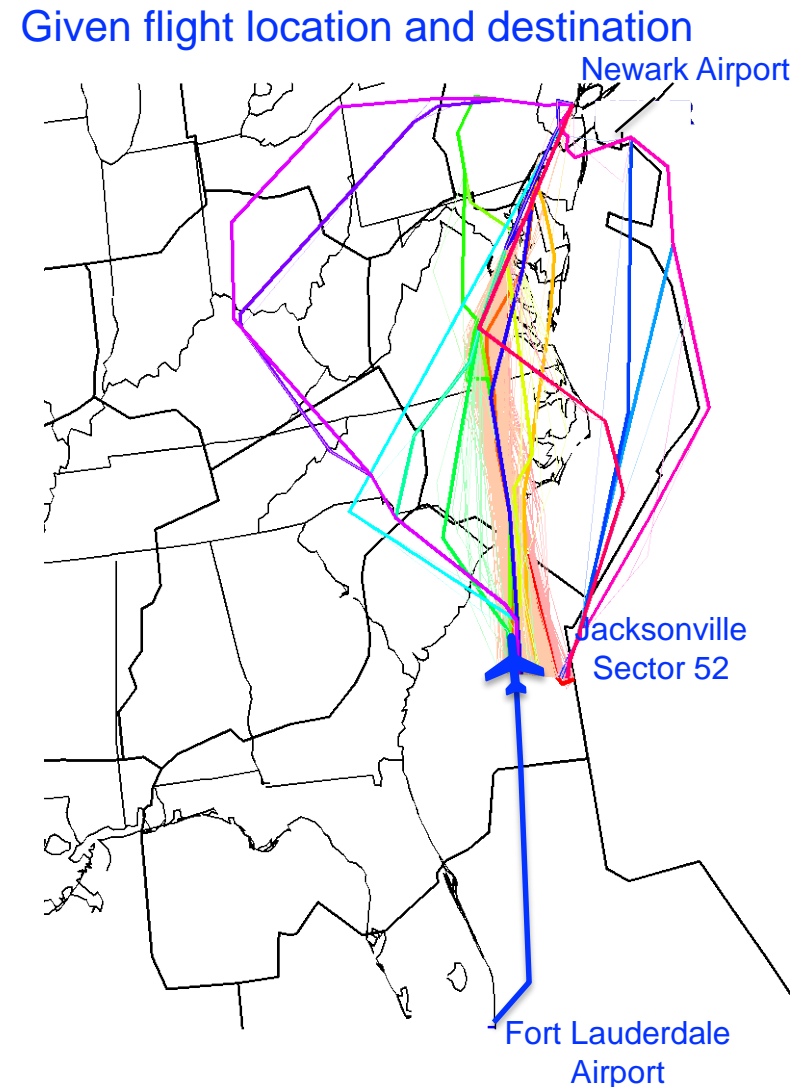 Given flight location and destination
Newark Airport
Jacksonville
Sector 52
Fort Lauderdale
Airport